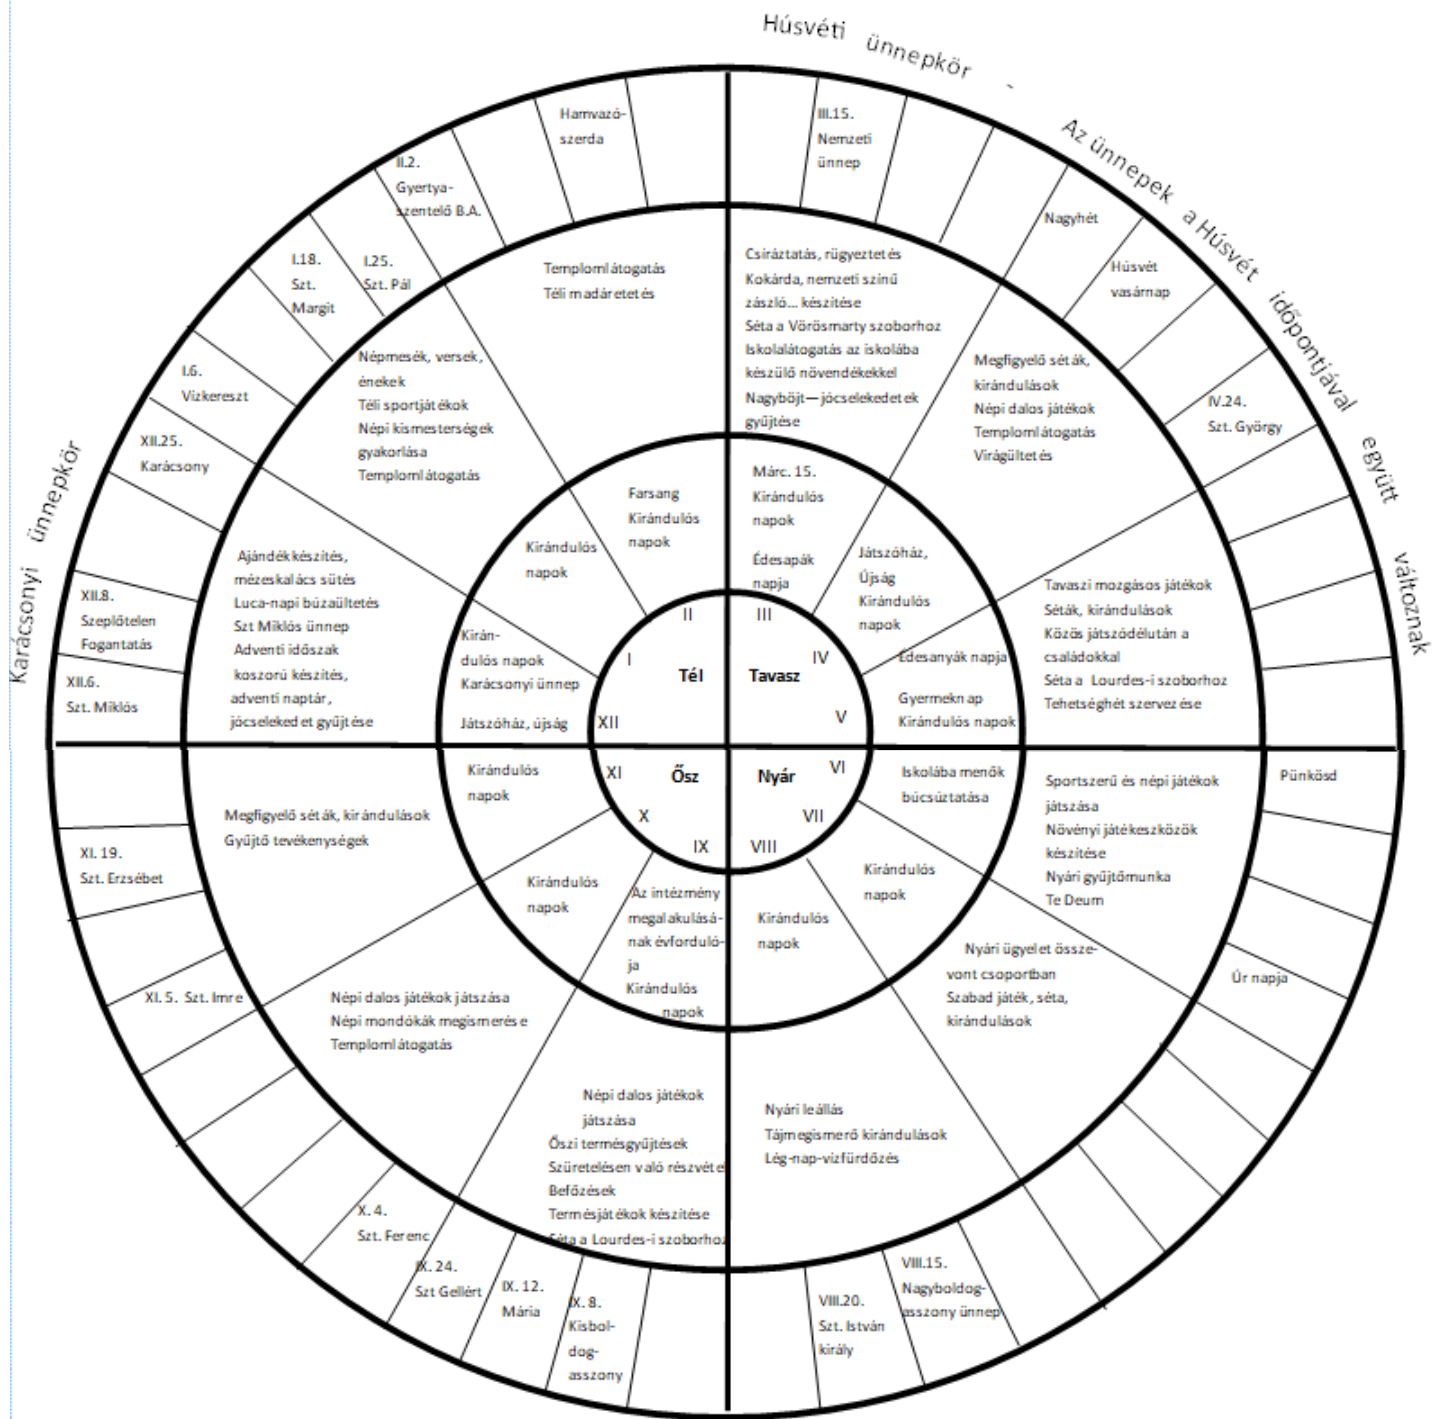 Húsvéti ünnepkör - Az ünnepek a Húsvét időpontjával együtt változnak
Karácsonyi ünnepkör
Hamvazó-
szerda
III.15.
Nemzeti
ünnep
Nagyhét
Húsvét
vasárnap
IV.24.
Szt. György
Pünkösd
Úr napja
VIII.15.
Nagyboldog-
asszony ünnep
VIII.20.
Szt. István
király
IX. 8.
Kisbol-
dog-
asszony
IX. 12.
Mária
IX. 24.
Szt Gellért
X. 4.
Szt. Ferenc
XI. 5. Szt. Imre
XI. 19.
Szt. Erzsébet
XII.6.
Szt. Miklós
XII.8.
Szeplőtelen
Fogantatás
XII.25.
Karácsony
I.6.
Vízkereszt
I.18.
Szt.
Margit
I.25.
Szt. Pál
II.2.
Gyertya-
szentelő B.A.
Templomlátogatás
Téli madáretetés
Csíráztatás, rügyeztetés
Kokárda, nemzeti színű
zászló... készítése
Séta a Vörösmarty szoborhoz
Iskolalátogatás az iskolába
készülő növendékekkel
Nagyböjt—jócselekedetek
gyűjtése
Megfigyelő séták,
kirándulások
Népi dalos játékok
Templomlátogatás
Virágültetés
Tavaszi mozgásos játékok
Séták, kirándulások
Közös játszódélután a
családokkal
Séta a Lourdes-i szoborhoz
Tehetséghét szervezése
Sportszerű és népi játékok
játszása
Növényi játékeszközök
készítése
Nyári gyűjtőmunka
Te Deum
Nyári ügyelet össze-
vont csoportban
Szabad játék, séta,
kirándulások
Nyári leállás
Tájmegismerő kirándulások
Lég-nap-vízfürdőzés
Népi dalos játékok
játszása
Őszi termésgyűjtések
Szüretelésen való részvéte
Befőzések
Termésjátékok készítése
Séta a Lourdes-i szoborhoz
Népi dalos játékok játszása
Népi mondókák megismerése
Templomlátogatás
Megfigyelő séták, kirándulások
Gyűjtő tevékenységek
Ajándékkészítés,
mézeskalács sütés
Luca-napi búzaültetés
Szt Miklós ünnep
Adventi időszak
koszorú készítés,
adventi naptár,
jócselekedet gyűjtése
Népmesék, versek,
énekek
Téli sportjátékok
Népi kismesterségek
gyakorlása
Templomlátogatás
Farsang
Kirándulós
napok
Márc. 15.
Kirándulós
napok
Édesapák
napja
Játszóház,
Újság
Kirándulós
napok
Édesanyák napja
Gyermeknap
Kirándulós napok
Iskolába menők
búcsúztatása
Kirándulós
napok
Kirándulós
napok
Az intézmény
megalakulásá-
nak évforduló-
ja
Kirándulós
napok
Kirándulós
napok
Kirándulós
napok
Kirán-
dulós napok
Karácsonyi ünnep
Játszóház, újság
Kirándulós
napok
II
III
I
IV
Tél
Tavasz
XII
V
XI
Ősz
Nyár
VI
X
VII
IX
VIII